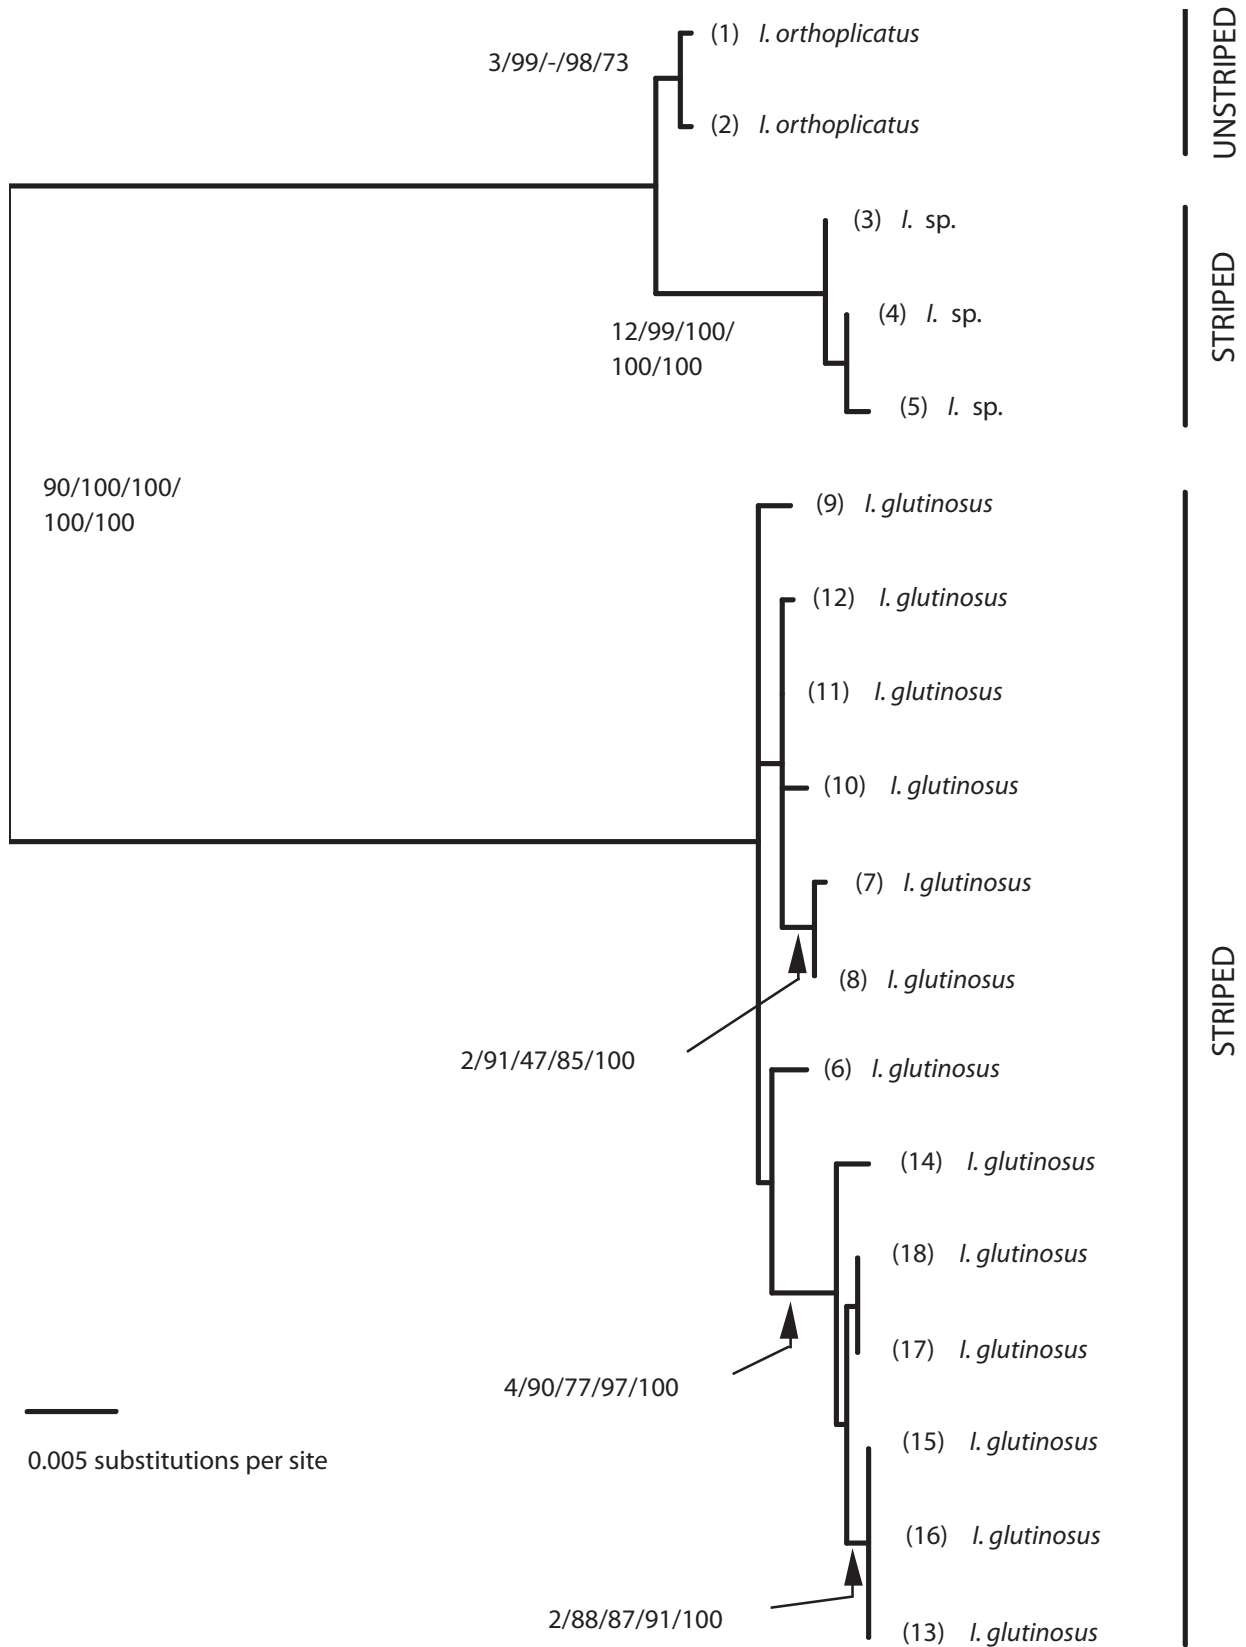 3/99/-/98/73
(1) I. orthoplicatus
(2) I. orthoplicatus
UNSTRIPED
(3) I. sp.
(4) I. sp.
(5) I. sp.
STRIPED
12/99/100/
100/100
90/100/100/
100/100
(9) I. glutinosus
(12) I. glutinosus
(11) I. glutinosus
(10) I. glutinosus
(7) I. glutinosus
(8) I. glutinosus
2/91/47/85/100
(6) I. glutinosus
STRIPED
(14) I. glutinosus
(18) I. glutinosus
(17) I. glutinosus
4/90/77/97/100
(15) I. glutinosus
0.005 substitutions per site
(16) I. glutinosus
2/88/87/91/100
(13) I. glutinosus